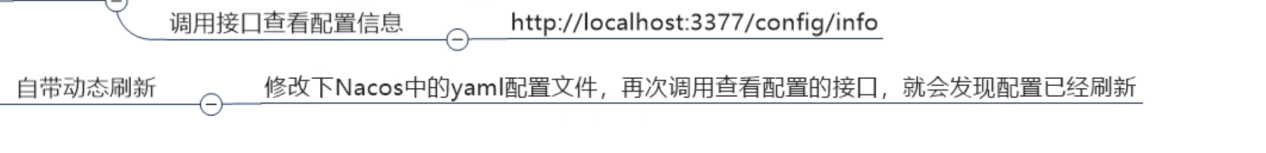 调用接口查看配置信息 http://localhost:3377/config/info
自带动态刷新 修改下Nacos中的yaml配置文件，再次调用查看配置的接口，就会发现配置已经刷新